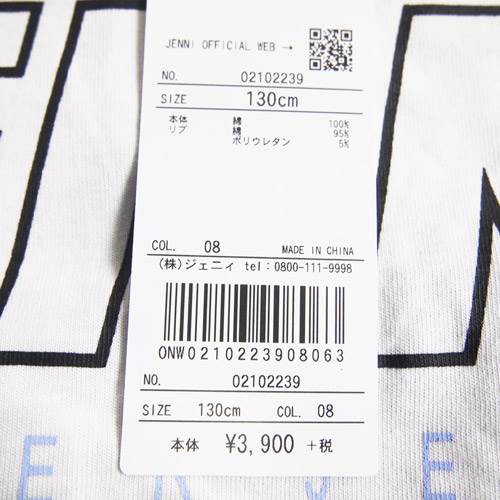 JENNI OFFICIAL WEB →
NO. 02102239
SIZE 130cm
本体 綿 100%
リブ 綿 95%
ポリウレタン 5%
COL. 08 MADE IN CHINA
(株)ジェニィ tel:0800-111-9998
ONW0210223908063
NO. 02102239
SIZE 130cm COL. 08
本体 ¥3,900 +税